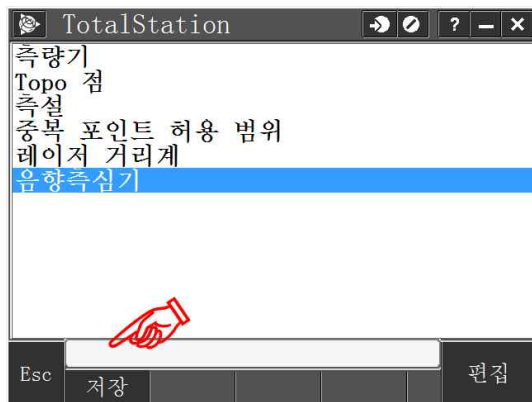 TotalStation ? — ×
측량기
Topo 점
측설
중복 포인트 허용 범위
레이저 거리계
음향측심기
Esc 저장 편집